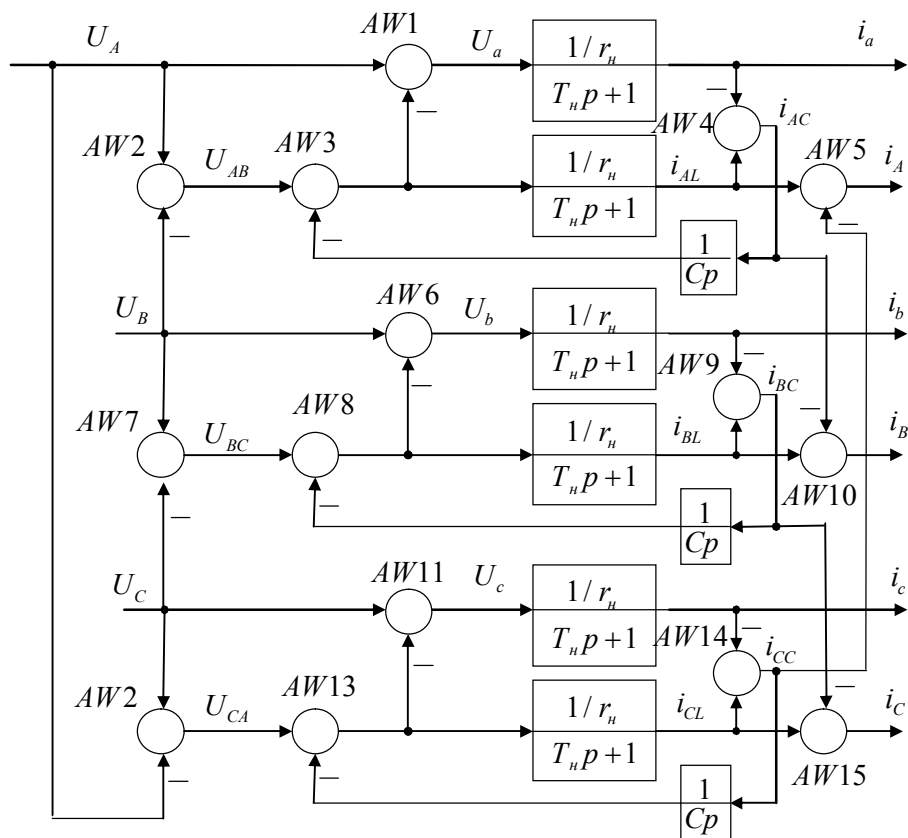 U_A
AW1
U_a
1/r_н
T_н p+1
i_a
−
AW2
U_AB
AW3
−
AW4
i_AC
AW5
i_A
1/r_н
T_н p+1
i_AL
−
−
−
1
Cp
U_B
AW6
U_b
1/r_н
T_н p+1
i_b
−
AW7
U_BC
AW8
−
AW9
i_BC
−
i_B
1/r_н
T_н p+1
i_BL
AW10
−
−
1
Cp
U_C
AW11
U_c
1/r_н
T_н p+1
i_c
−
AW2
U_CA
AW13
−
AW14
i_CC
−
i_C
1/r_н
T_н p+1
i_CL
AW15
−
−
1
Cp